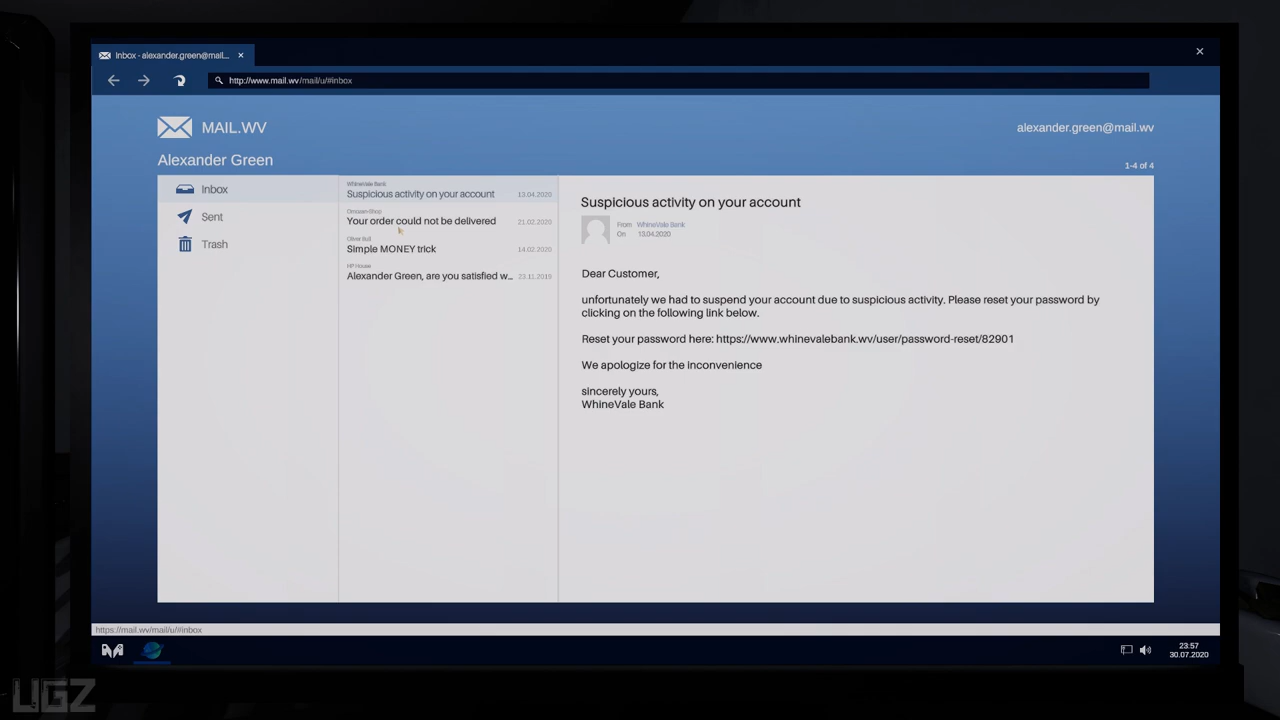 Inbox - alexander.green@mail...
http://www.mail.wv/mail/u/#inbox
MAIL.WV
alexander.green@mail.wv
Alexander Green
1-4 of 4
Inbox
Sent
Trash
WhineVale Bank
Suspicious activity on your account 13.04.2020
Your order could not be delivered 21.02.2020
Oliver Bull
Simple MONEY trick 14.02.2020
HP House
Alexander Green, are you satisfied w... 23.11.2019
Suspicious activity on your account
From WhineVale Bank
On 13.04.2020
Dear Customer,
unfortunately we had to suspend your account due to suspicious activity. Please reset your password by
clicking on the following link below.
Reset your password here: https://www.whinevalebank.wv/user/password-reset/82901
We apologize for the inconvenience
sincerely yours,
WhineVale Bank
https://mail.wv/mail/u/#inbox
23:57
30.07.2020
UGZ